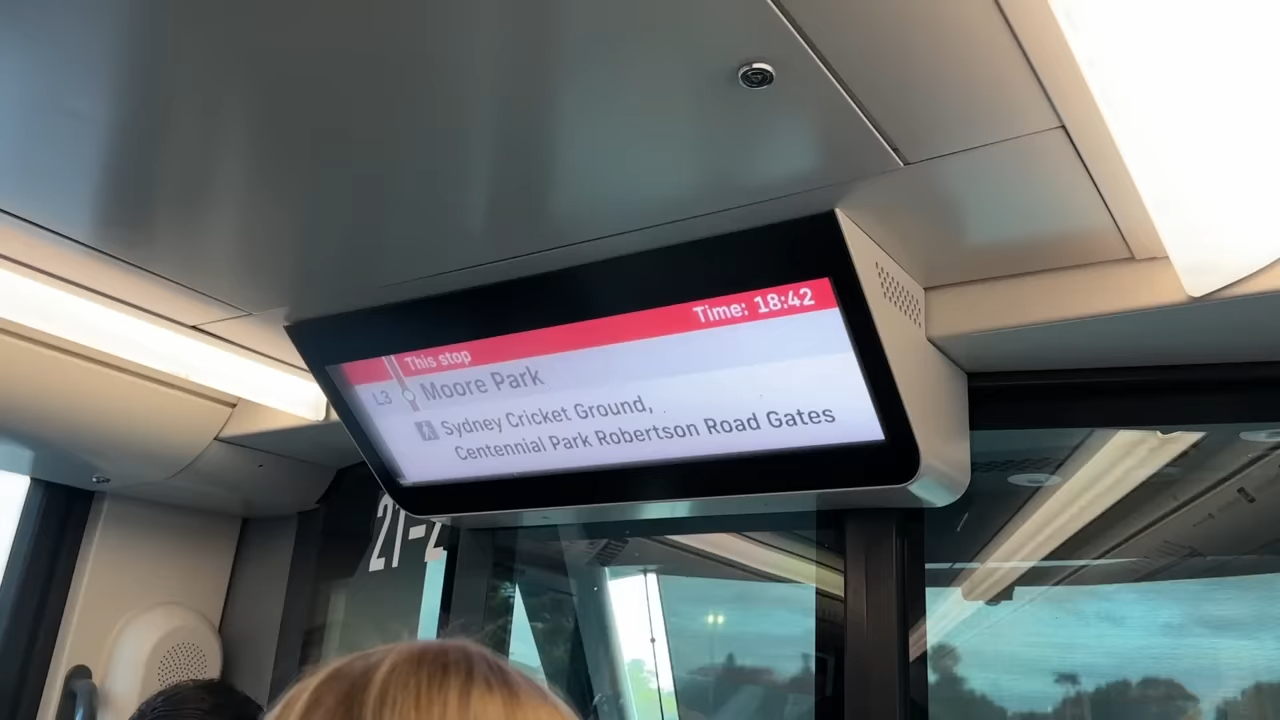 This stop Time: 18:42
L3 Moore Park
Sydney Cricket Ground,
Centennial Park Robertson Road Gates